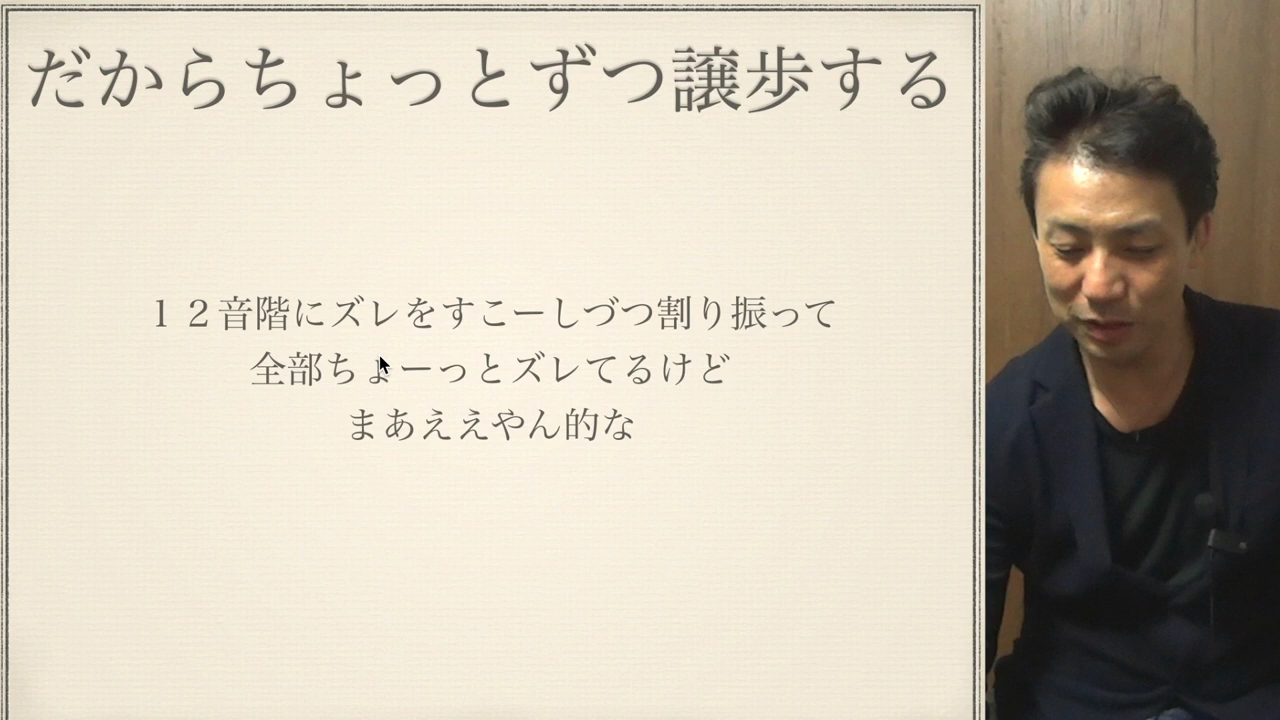 だからちょっとずつ譲歩する
１２音階にズレをすこーしづつ割り振って
全部ちょーっとズレてるけど
まあええやん的な